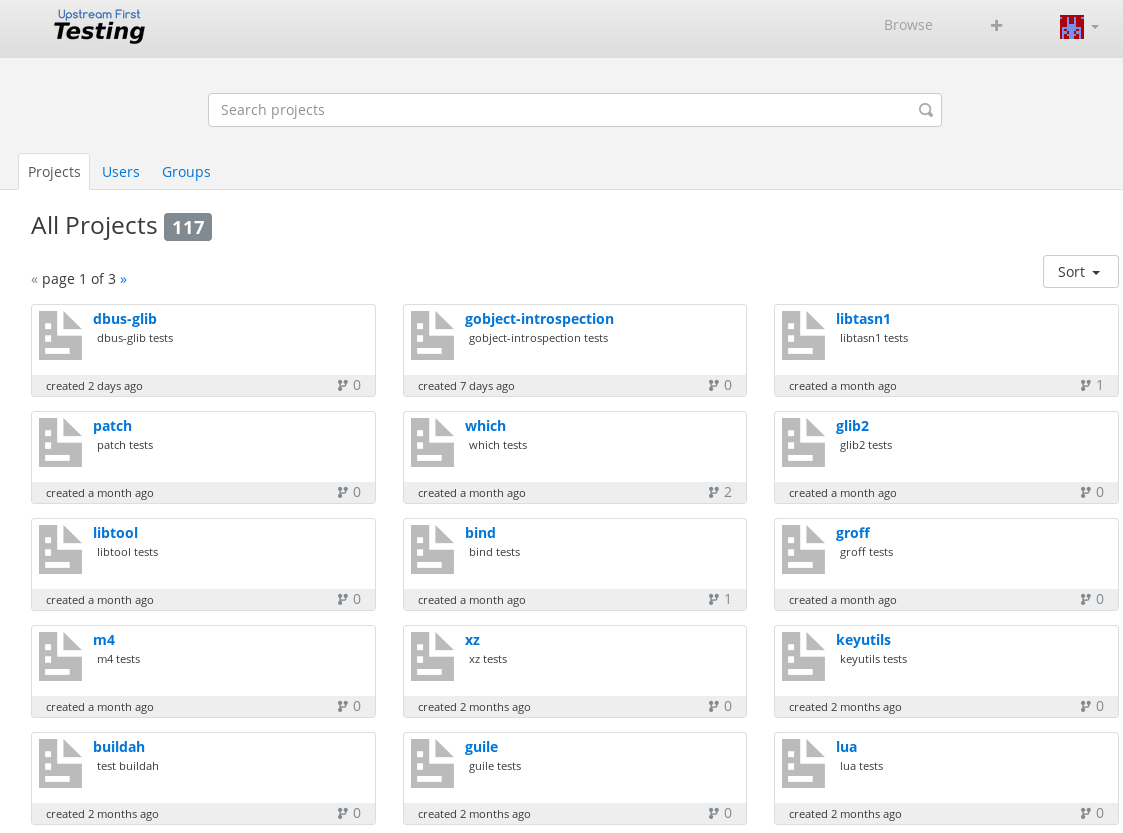 Upstream First
Testing
Browse
Search projects
Projects Users Groups
All Projects 117
« page 1 of 3 »
Sort
dbus-glib
dbus-glib tests
created 2 days ago 0
gobject-introspection
gobject-introspection tests
created 7 days ago 0
libtasn1
libtasn1 tests
created a month ago 1
patch
patch tests
created a month ago 0
which
which tests
created a month ago 2
glib2
glib2 tests
created a month ago 0
libtool
libtool tests
created a month ago 0
bind
bind tests
created a month ago 1
groff
groff tests
created a month ago 0
m4
m4 tests
created a month ago 0
xz
xz tests
created 2 months ago 0
keyutils
keyutils tests
created 2 months ago 0
buildah
test buildah
created 2 months ago 0
guile
guile tests
created 2 months ago 0
lua
lua tests
created 2 months ago 0